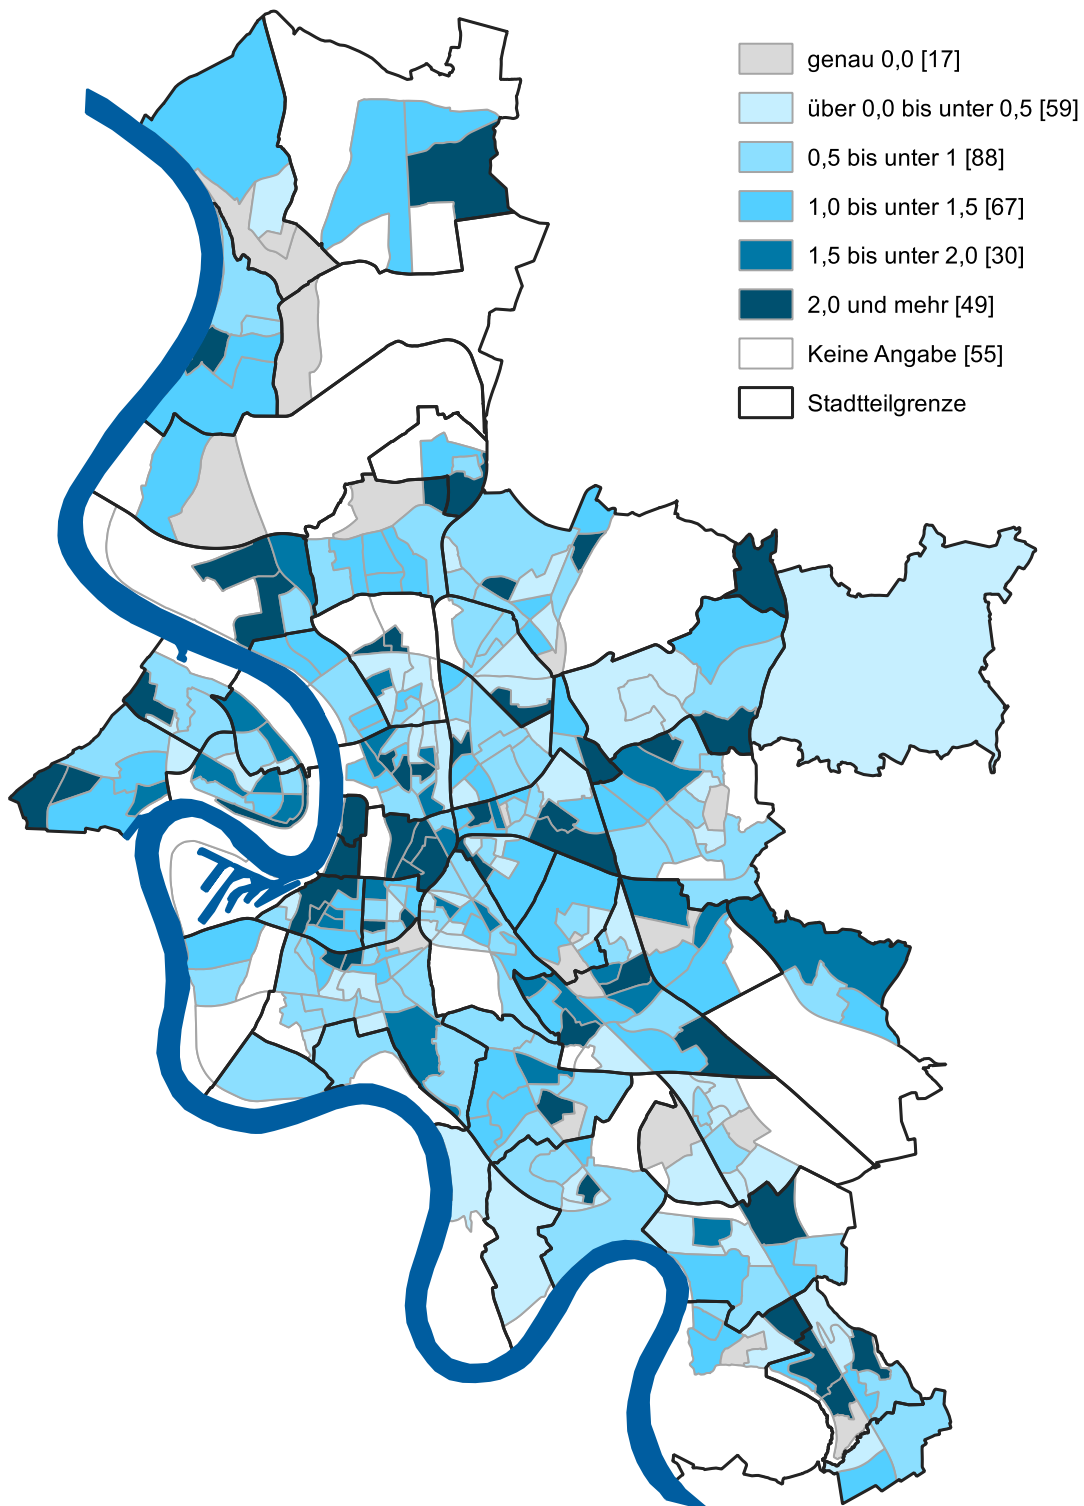 genau 0,0 [17]
über 0,0 bis unter 0,5 [59]
0,5 bis unter 1 [88]
1,0 bis unter 1,5 [67]
1,5 bis unter 2,0 [30]
2,0 und mehr [49]
Keine Angabe [55]
Stadtteilgrenze